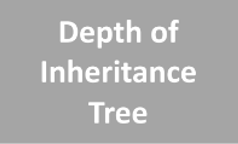 Depth of
Inheritance
Tree